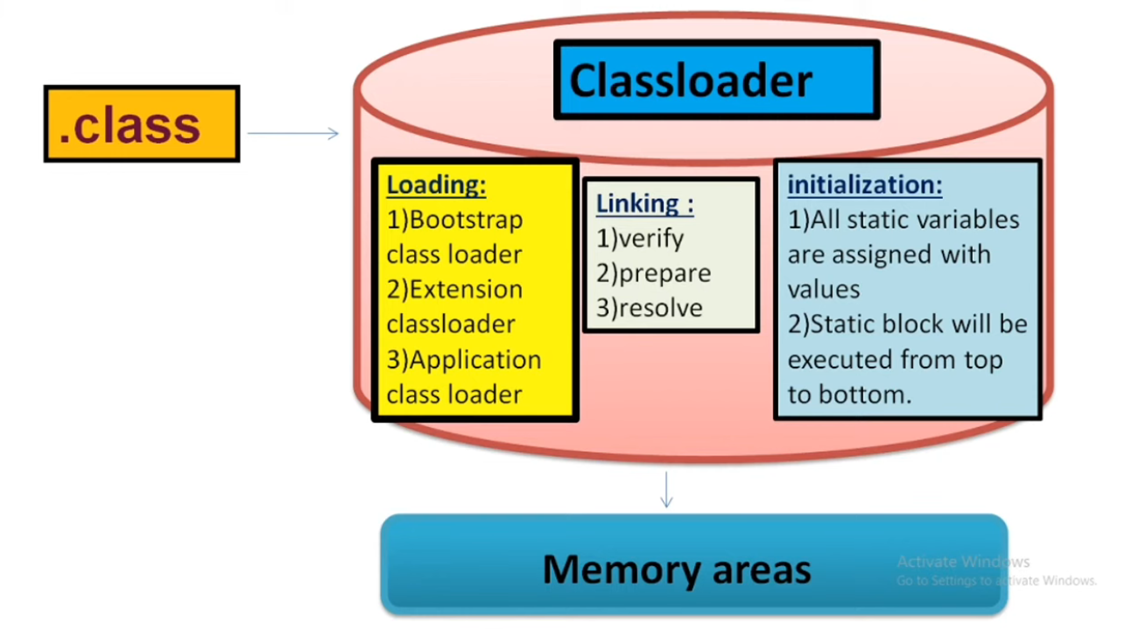 Classloader
.class
Loading:
1)Bootstrap
class loader
2)Extension
classloader
3)Application
class loader
Linking :
1)verify
2)prepare
3)resolve
initialization:
1)All static variables
are assigned with
values
2)Static block will be
executed from top
to bottom.
Memory areas
Activate Windows
Go to Settings to activate Windows.